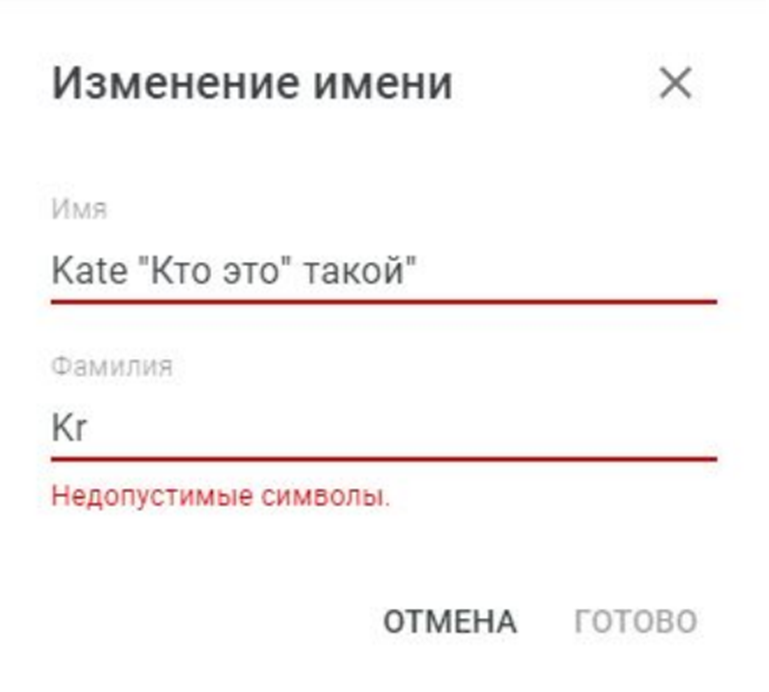 Изменение имени
Имя
Kate "Кто это" такой"
Фамилия
Kr
Недопустимые символы.
ОТМЕНА ГОТОВО